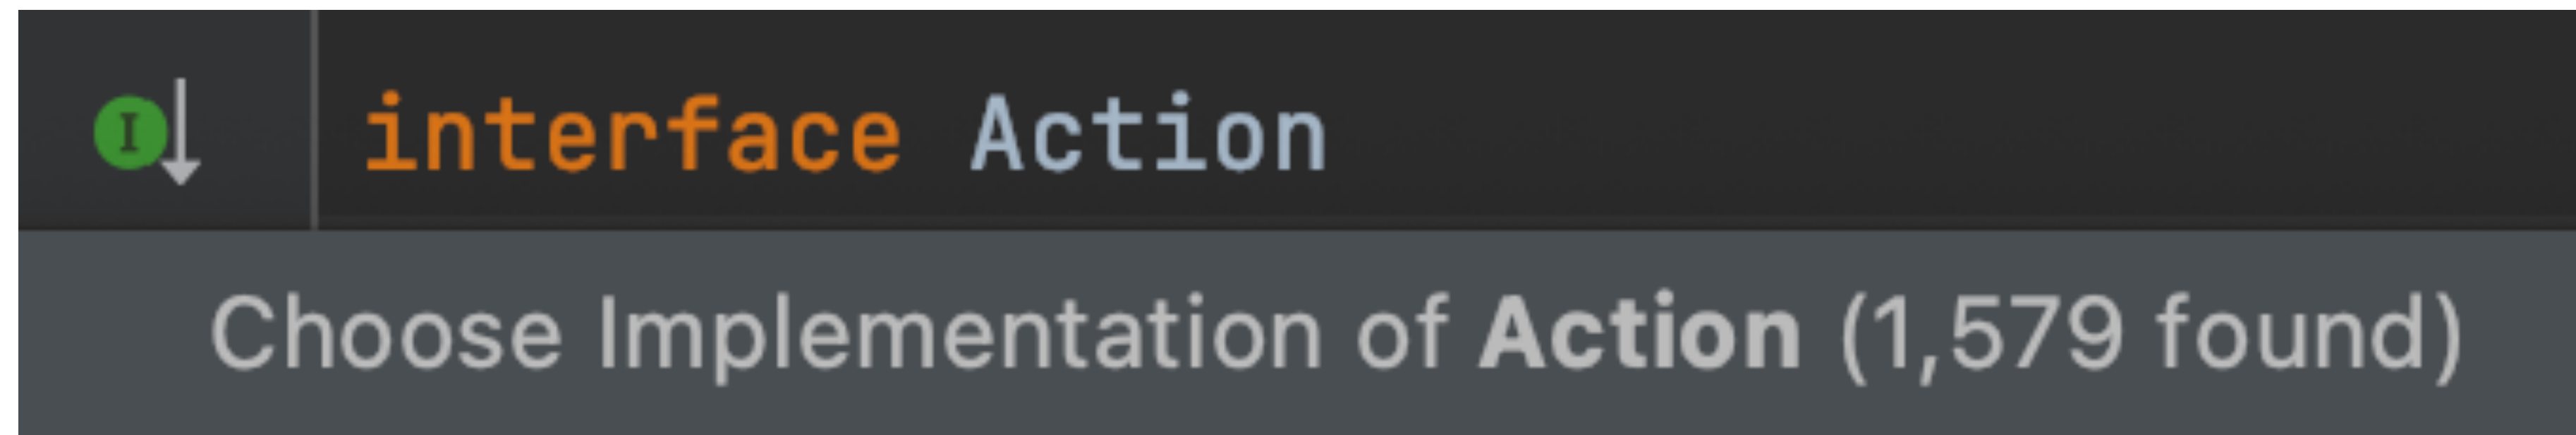 I interface Action
Choose Implementation of Action (1,579 found)